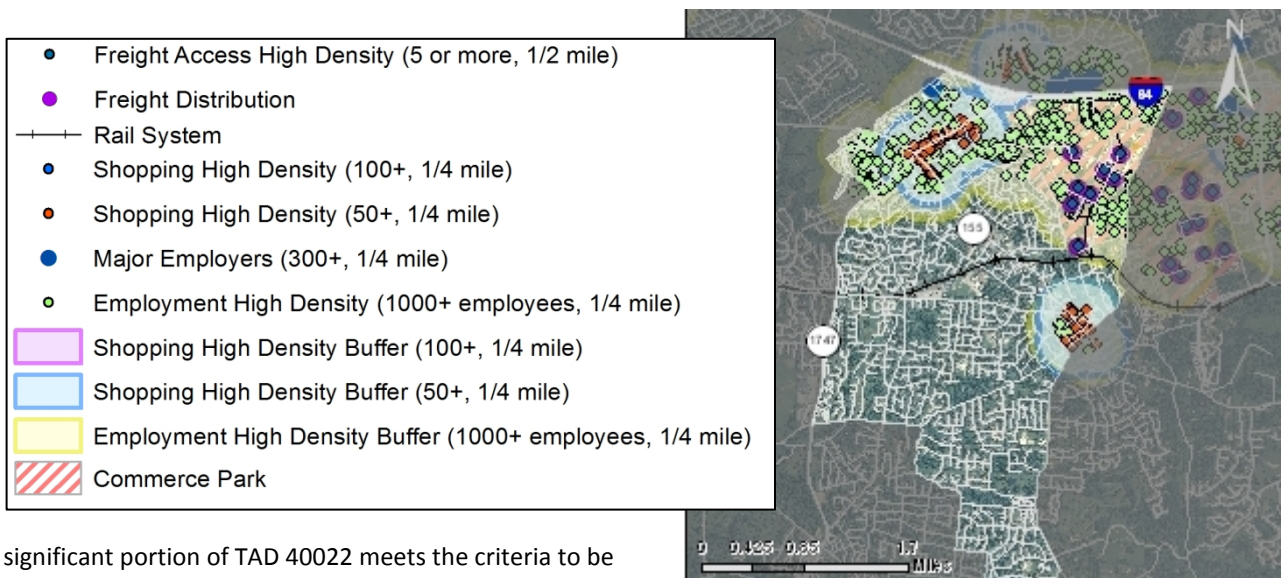 Freight Access High Density (5 or more, 1/2 mile)
Freight Distribution
Rail System
Shopping High Density (100+, 1/4 mile)
Shopping High Density (50+, 1/4 mile)
Major Employers (300+, 1/4 mile)
Employment High Density (1000+ employees, 1/4 mile)
Shopping High Density Buffer (100+, 1/4 mile)
Shopping High Density Buffer (50+, 1/4 mile)
Employment High Density Buffer (1000+ employees, 1/4 mile)
Commerce Park
significant portion of TAD 40022 meets the criteria to be
N
64
155
1747
0 0.425 0.85 1.7
Miles